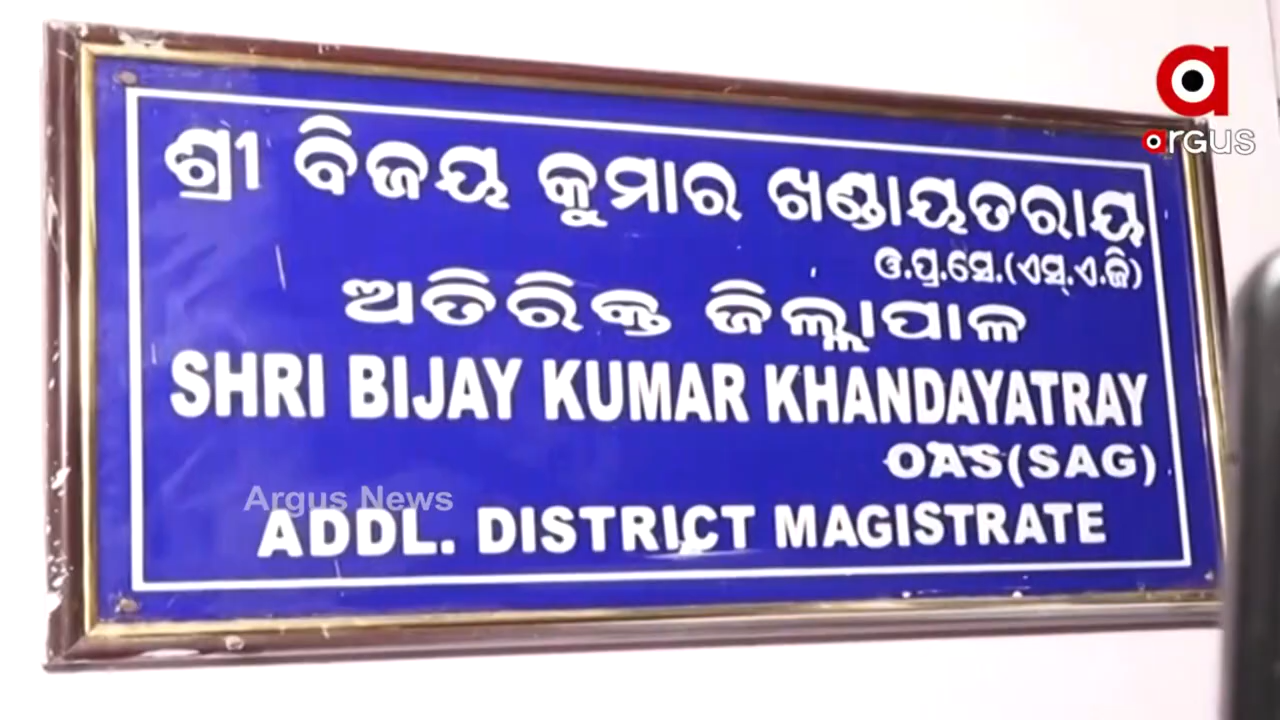 ଶ୍ରୀ ବିଜୟ କୁମାର ଖଣ୍ଡାୟତରାୟ
ଓ.ପ୍ର.ସେ.(ଏସ୍.ଏ.ଜି)
ଅତିରିକ୍ତ ଜିଲ୍ଲାପାଳ
SHRI BIJAY KUMAR KHANDAYATRAY
OAS(SAG)
ADDL. DISTRICT MAGISTRATE
Argus News
a
argus